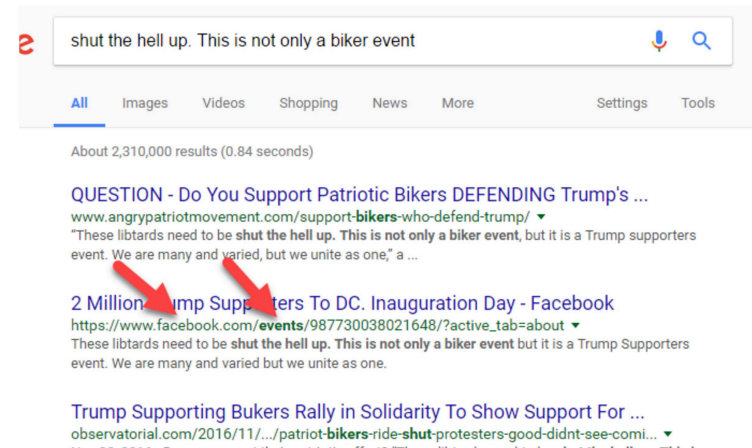 e
shut the hell up. This is not only a biker event
All Images Videos Shopping News More Settings Tools
About 2,310,000 results (0.84 seconds)
QUESTION - Do You Support Patriotic Bikers DEFENDING Trump's ...
www.angrypatriotmovement.com/support-bikers-who-defend-trump/
"These libtards need to be shut the hell up. This is not only a biker event, but it is a Trump supporters
event. We are many and varied, but we unite as one," a ...
2 Million Trump Supporters To DC. Inauguration Day - Facebook
https://www.facebook.com/events/987730038021648/?active_tab=about
These libtards need to be shut the hell up. This is not only a biker event but it is a Trump Supporters
event. We are many and varied but we unite as one.
Trump Supporting Bukers Rally in Solidarity To Show Support For ...
observatorial.com/2016/11/.../patriot-bikers-ride-shut-protesters-good-didnt-see-comi...